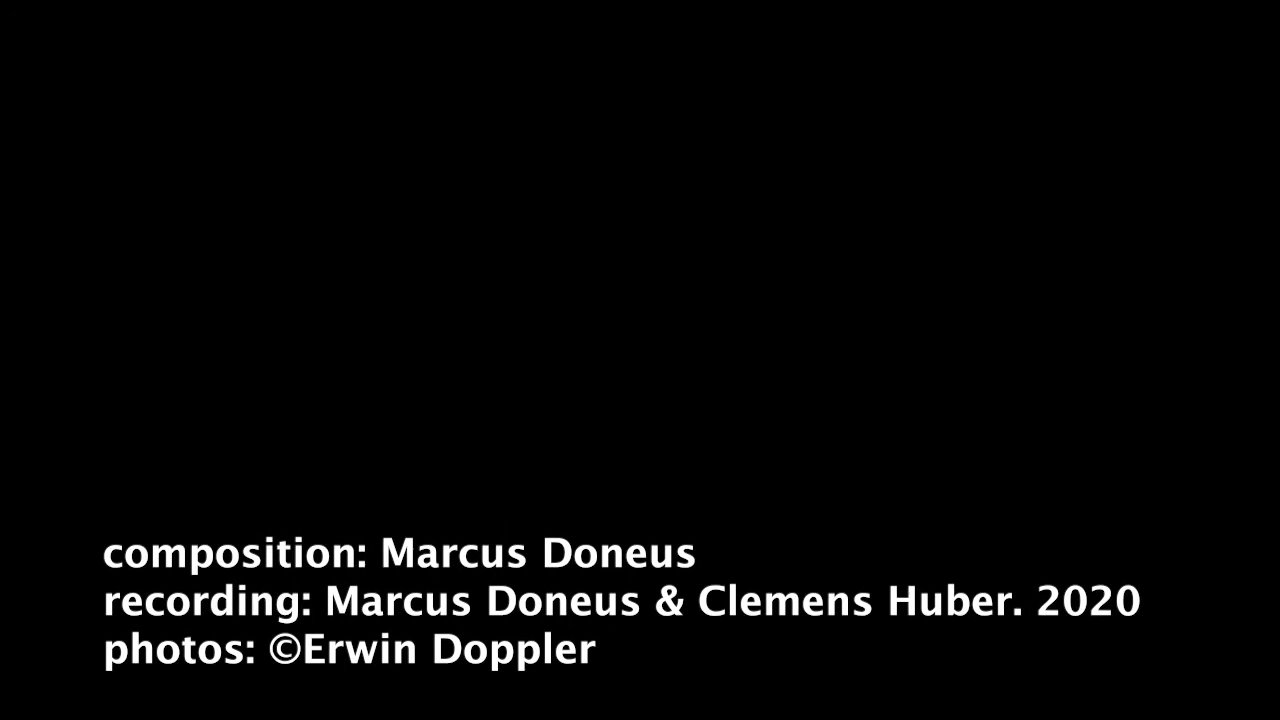 composition: Marcus Doneus
recording: Marcus Doneus & Clemens Huber. 2020
photos: ©Erwin Doppler